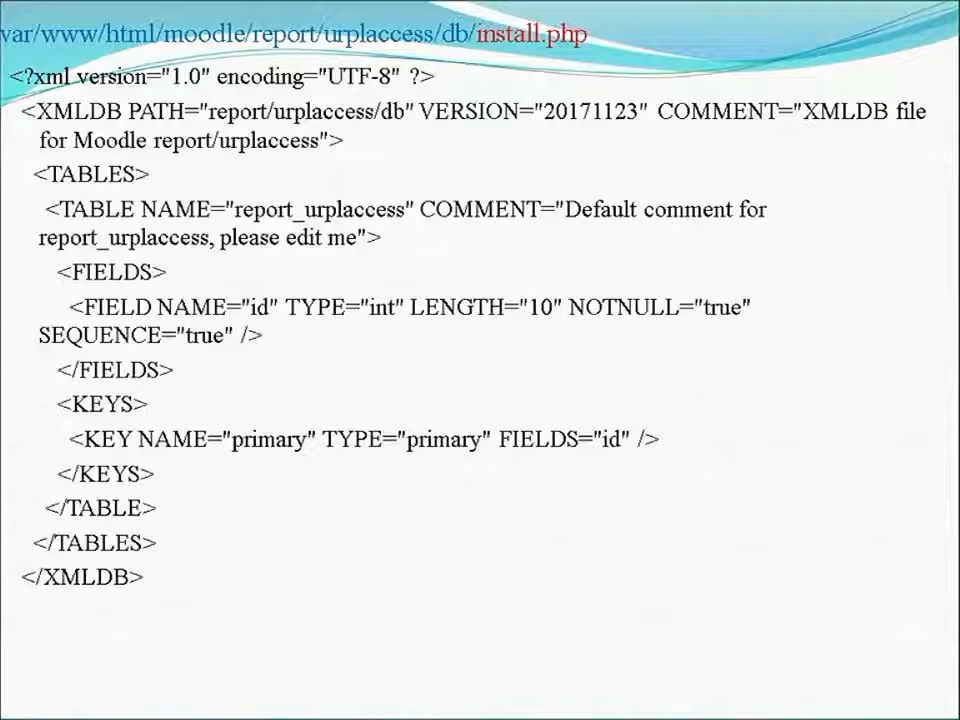 var/www/html/moodle/report/urplaccess/db/install.php
<?xml version="1.0" encoding="UTF-8" ?>
<XMLDB PATH="report/urplaccess/db" VERSION="20171123" COMMENT="XMLDB file
for Moodle report/urplaccess">
<TABLES>
<TABLE NAME="report_urplaccess" COMMENT="Default comment for
report_urplaccess, please edit me">
<FIELDS>
<FIELD NAME="id" TYPE="int" LENGTH="10" NOTNULL="true"
SEQUENCE="true" />
</FIELDS>
<KEYS>
<KEY NAME="primary" TYPE="primary" FIELDS="id" />
</KEYS>
</TABLE>
</TABLES>
</XMLDB>